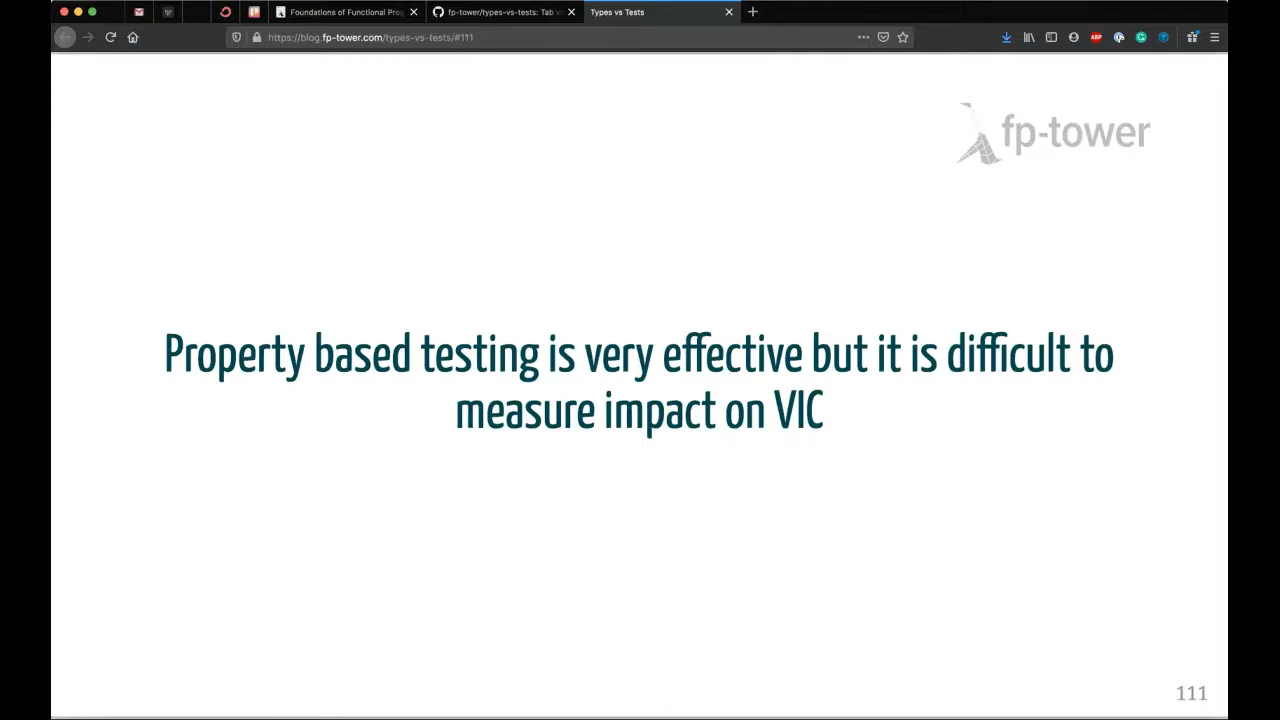 Foundations of Functional Prog
fp-tower/types-vs-tests: Tab v
Types vs Tests
https://blog.fp-tower.com/types-vs-tests/#111
ABP
fp-tower
Property based testing is very effective but it is difficult to
measure impact on VIC
111